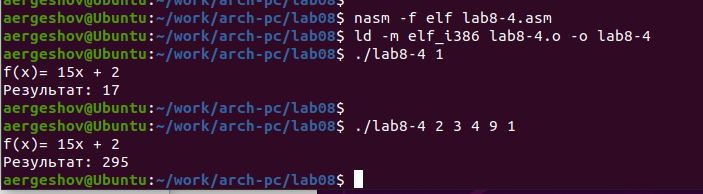 aergeshov@Ubuntu:~/work/arch-pc/lab08$ nasm -f elf lab8-4.asm
aergeshov@Ubuntu:~/work/arch-pc/lab08$ ld -m elf_i386 lab8-4.o -o lab8-4
aergeshov@Ubuntu:~/work/arch-pc/lab08$ ./lab8-4 1
f(x)= 15x + 2
Результат: 17
aergeshov@Ubuntu:~/work/arch-pc/lab08$
aergeshov@Ubuntu:~/work/arch-pc/lab08$ ./lab8-4 2 3 4 9 1
f(x)= 15x + 2
Результат: 295
aergeshov@Ubuntu:~/work/arch-pc/lab08$